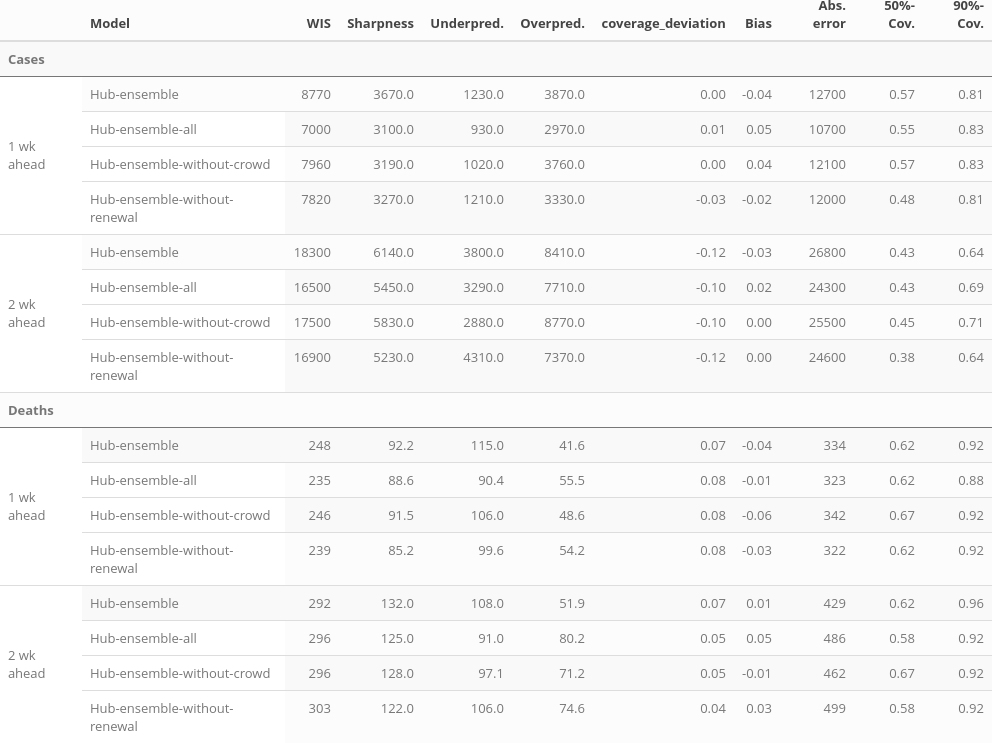 Model WIS Sharpness Underpred. Overpred. coverage_deviation Bias Abs. error 50%-Cov. 90%-Cov.
Cases
1 wk ahead
Hub-ensemble 8770 3670.0 1230.0 3870.0 0.00 -0.04 12700 0.57 0.81
Hub-ensemble-all 7000 3100.0 930.0 2970.0 0.01 0.05 10700 0.55 0.83
Hub-ensemble-without-crowd 7960 3190.0 1020.0 3760.0 0.00 0.04 12100 0.57 0.83
Hub-ensemble-without-renewal 7820 3270.0 1210.0 3330.0 -0.03 -0.02 12000 0.48 0.81
2 wk ahead
Hub-ensemble 18300 6140.0 3800.0 8410.0 -0.12 -0.03 26800 0.43 0.64
Hub-ensemble-all 16500 5450.0 3290.0 7710.0 -0.10 0.02 24300 0.43 0.69
Hub-ensemble-without-crowd 17500 5830.0 2880.0 8770.0 -0.10 0.00 25500 0.45 0.71
Hub-ensemble-without-renewal 16900 5230.0 4310.0 7370.0 -0.12 0.00 24600 0.38 0.64
Deaths
1 wk ahead
Hub-ensemble 248 92.2 115.0 41.6 0.07 -0.04 334 0.62 0.92
Hub-ensemble-all 235 88.6 90.4 55.5 0.08 -0.01 323 0.62 0.88
Hub-ensemble-without-crowd 246 91.5 106.0 48.6 0.08 -0.06 342 0.67 0.92
Hub-ensemble-without-renewal 239 85.2 99.6 54.2 0.08 -0.03 322 0.62 0.92
2 wk ahead
Hub-ensemble 292 132.0 108.0 51.9 0.07 0.01 429 0.62 0.96
Hub-ensemble-all 296 125.0 91.0 80.2 0.05 0.05 486 0.58 0.92
Hub-ensemble-without-crowd 296 128.0 97.1 71.2 0.05 -0.01 462 0.67 0.92
Hub-ensemble-without-renewal 303 122.0 106.0 74.6 0.04 0.03 499 0.58 0.92